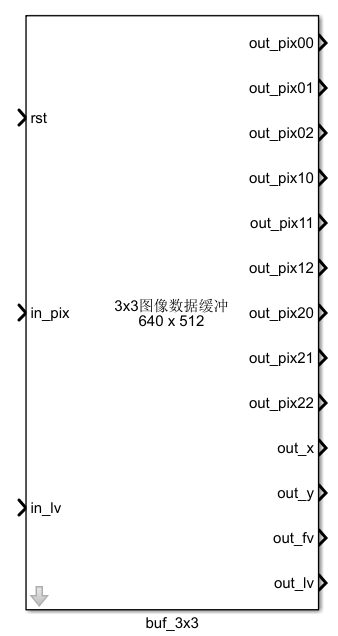 out_pix00
out_pix01
rst
out_pix02
out_pix10
out_pix11
out_pix12
in_pix
3x3图像数据缓冲
640 x 512
out_pix20
out_pix21
out_pix22
out_x
out_y
in_lv
out_fv
out_lv
buf_3x3